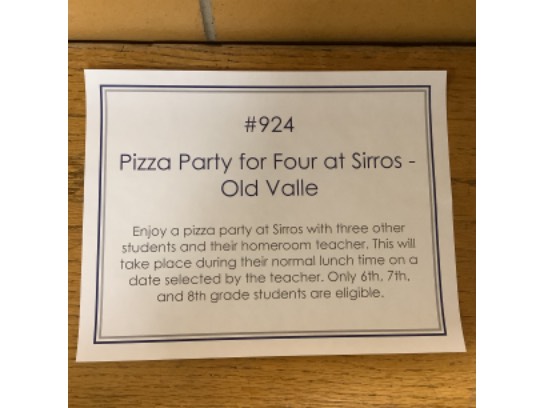 #924
Pizza Party for Four at Sirros -
Old Valle
Enjoy a pizza party at Sirros with three other
students and their homeroom teacher. This will
take place during their normal lunch time on a
date selected by the teacher. Only 6th, 7th,
and 8th grade students are eligible.